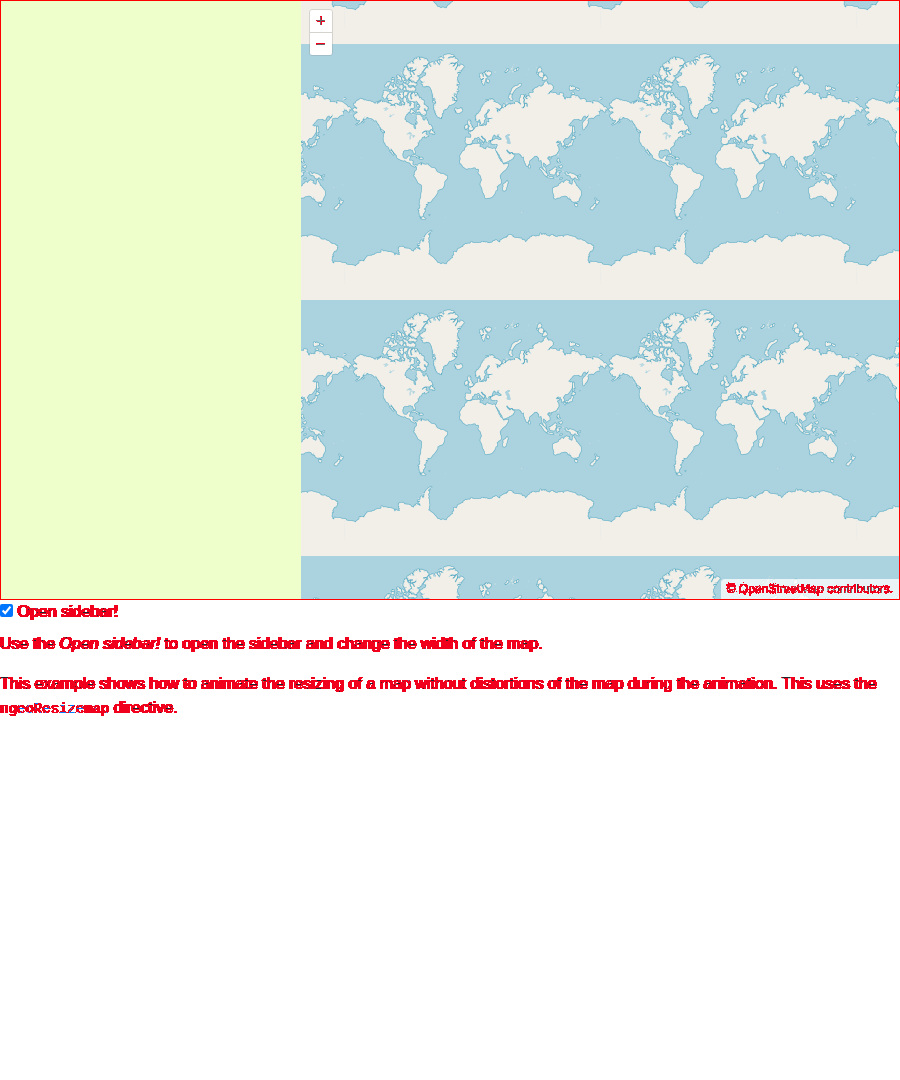 +
−
© OpenStreetMap contributors.
Open sidebar!
Use the Open sidebar! to open the sidebar and change the width of the map.
This example shows how to animate the resizing of a map without distortions of the map during the animation. This uses the
ngeoResizemap directive.